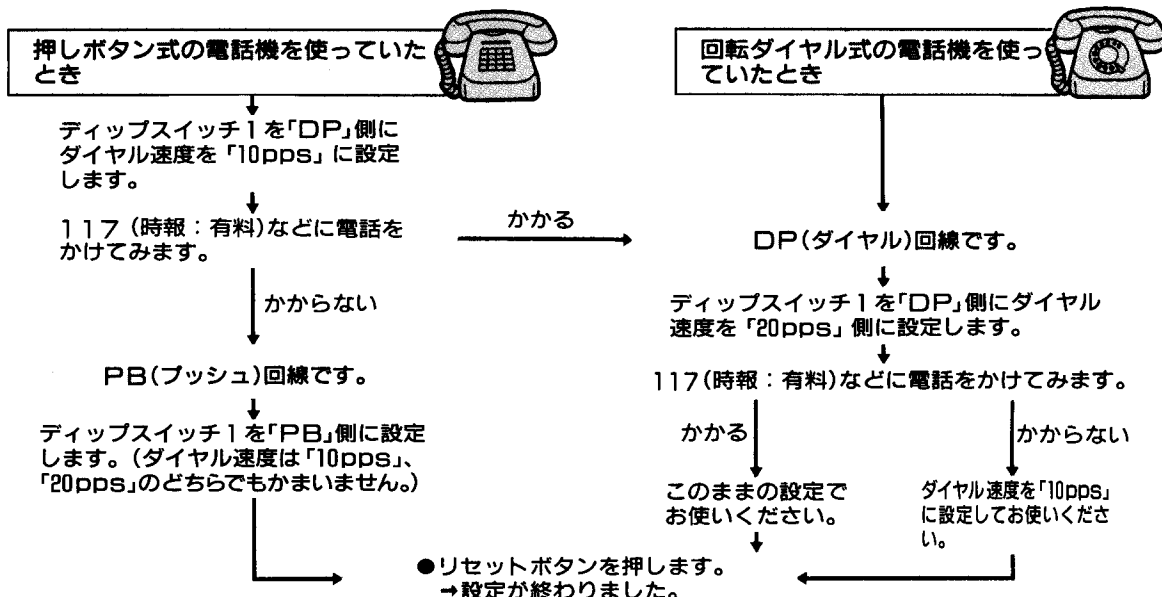 押しボタン式の電話機を使っていた
とき
ディップスイッチ1を「DP」側に
ダイヤル速度を「10pps」に設定
します。
117(時報:有料)などに電話を
かけてみます。
かかる
かからない
PB(プッシュ)回線です。
ディップスイッチ1を「PB」側に設定
します。(ダイヤル速度は「10pps」、
「20pps」のどちらでもかまいません。)
回転ダイヤル式の電話機を使っ
ていたとき
DP(ダイヤル)回線です。
ディップスイッチ1を「DP」側にダイヤル
速度を「20pps」側に設定します。
117(時報:有料)などに電話をかけてみます。
かかる
かからない
このままの設定で
お使いください。
ダイヤル速度を「10pps」
に設定してお使いくださ
い。
●リセットボタンを押します。
→設定が終わりました。